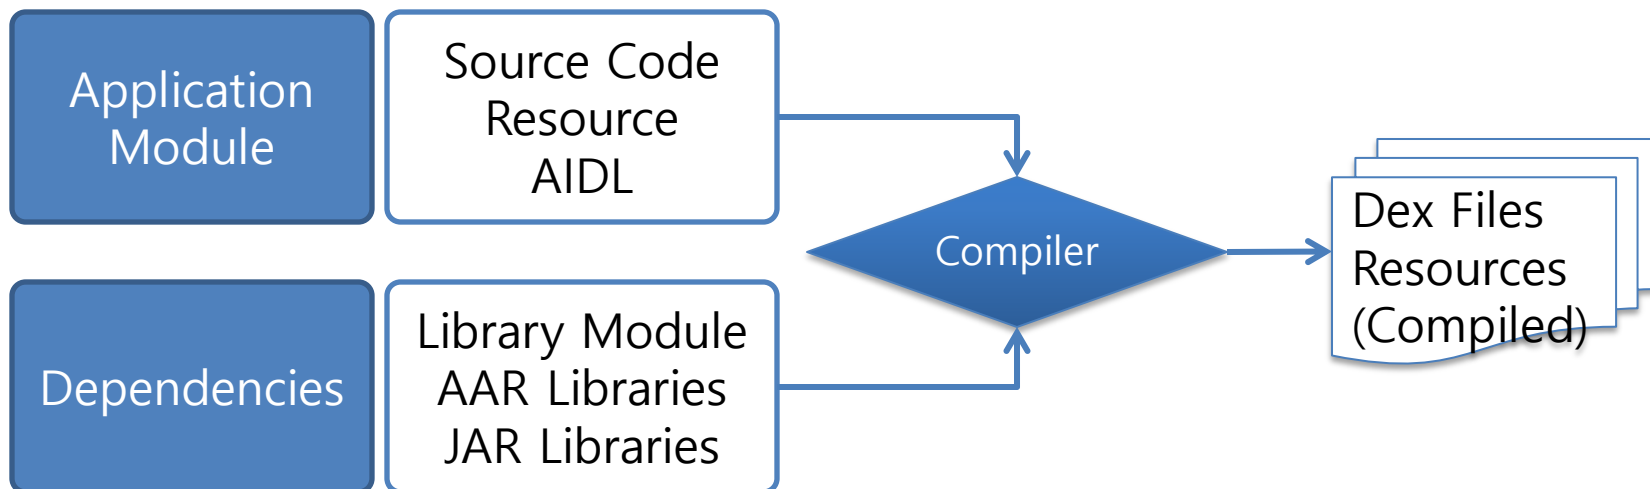 Application
Module
Source Code
Resource
AIDL
Dependencies
Library Module
AAR Libraries
JAR Libraries
Compiler
Dex Files
Resources
(Compiled)